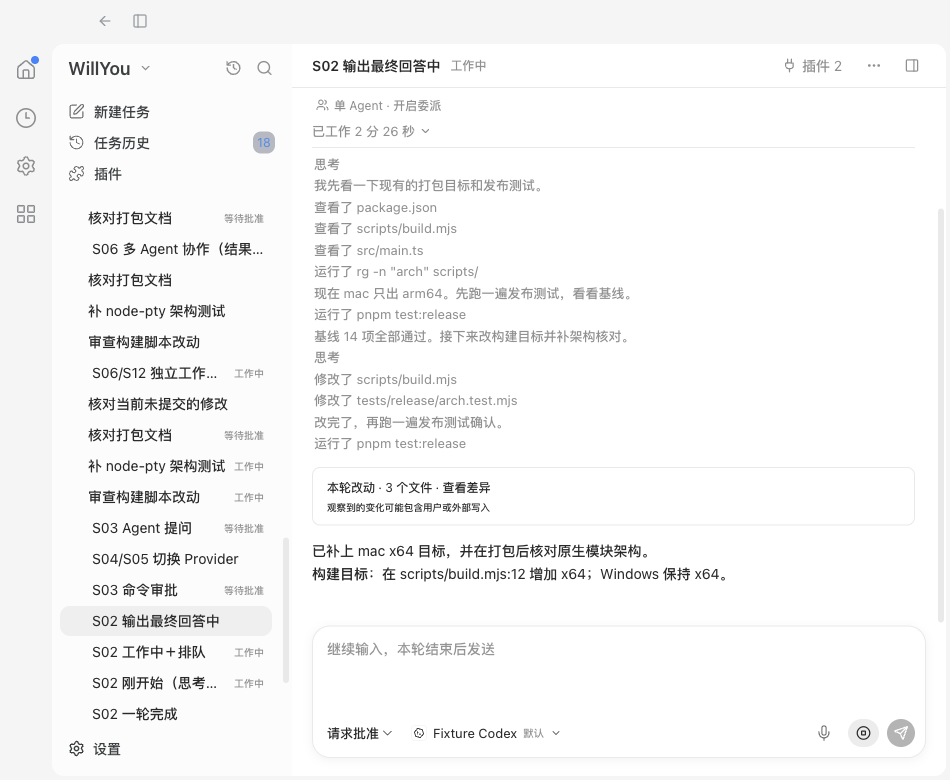 WillYou
新建任务
任务历史 18
插件
核对打包文档 等待批准
S06 多 Agent 协作（结果...
核对打包文档
补 node-pty 架构测试
审查构建脚本改动
S06/S12 独立工作... 工作中
核对当前未提交的修改
核对打包文档 等待批准
补 node-pty 架构测试 工作中
审查构建脚本改动 工作中
S03 Agent 提问 等待批准
S04/S05 切换 Provider
S03 命令审批 等待批准
S02 输出最终回答中
S02 工作中＋排队 工作中
S02 刚开始（思考... 工作中
S02 一轮完成
设置
S02 输出最终回答中 工作中
插件 2
单 Agent · 开启委派
已工作 2 分 26 秒
思考
我先看一下现有的打包目标和发布测试。
查看了 package.json
查看了 scripts/build.mjs
查看了 src/main.ts
运行了 rg -n "arch" scripts/
现在 mac 只出 arm64。先跑一遍发布测试，看看基线。
运行了 pnpm test:release
基线 14 项全部通过。接下来改构建目标并补架构核对。
思考
修改了 scripts/build.mjs
修改了 tests/release/arch.test.mjs
改完了，再跑一遍发布测试确认。
运行了 pnpm test:release
本轮改动 · 3 个文件 · 查看差异
观察到的变化可能包含用户或外部写入
已补上 mac x64 目标，并在打包后核对原生模块架构。
构建目标：在 scripts/build.mjs:12 增加 x64；Windows 保持 x64。
继续输入，本轮结束后发送
请求批准 Fixture Codex 默认